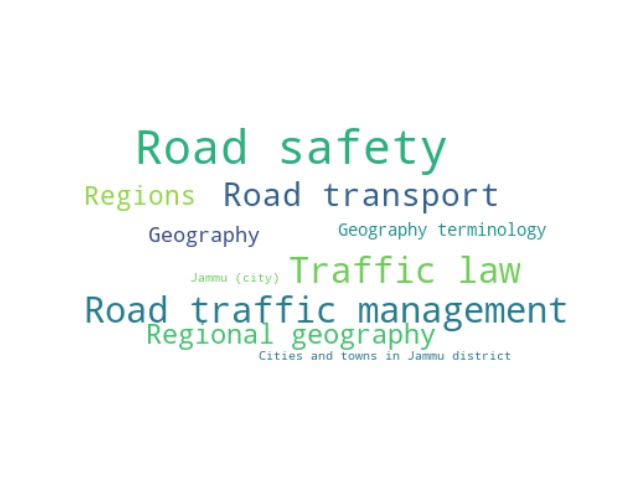 Road safety
Regions Road transport
Geography Geography terminology
Jammu (city) Traffic law
Road traffic management
Regional geography
Cities and towns in Jammu district